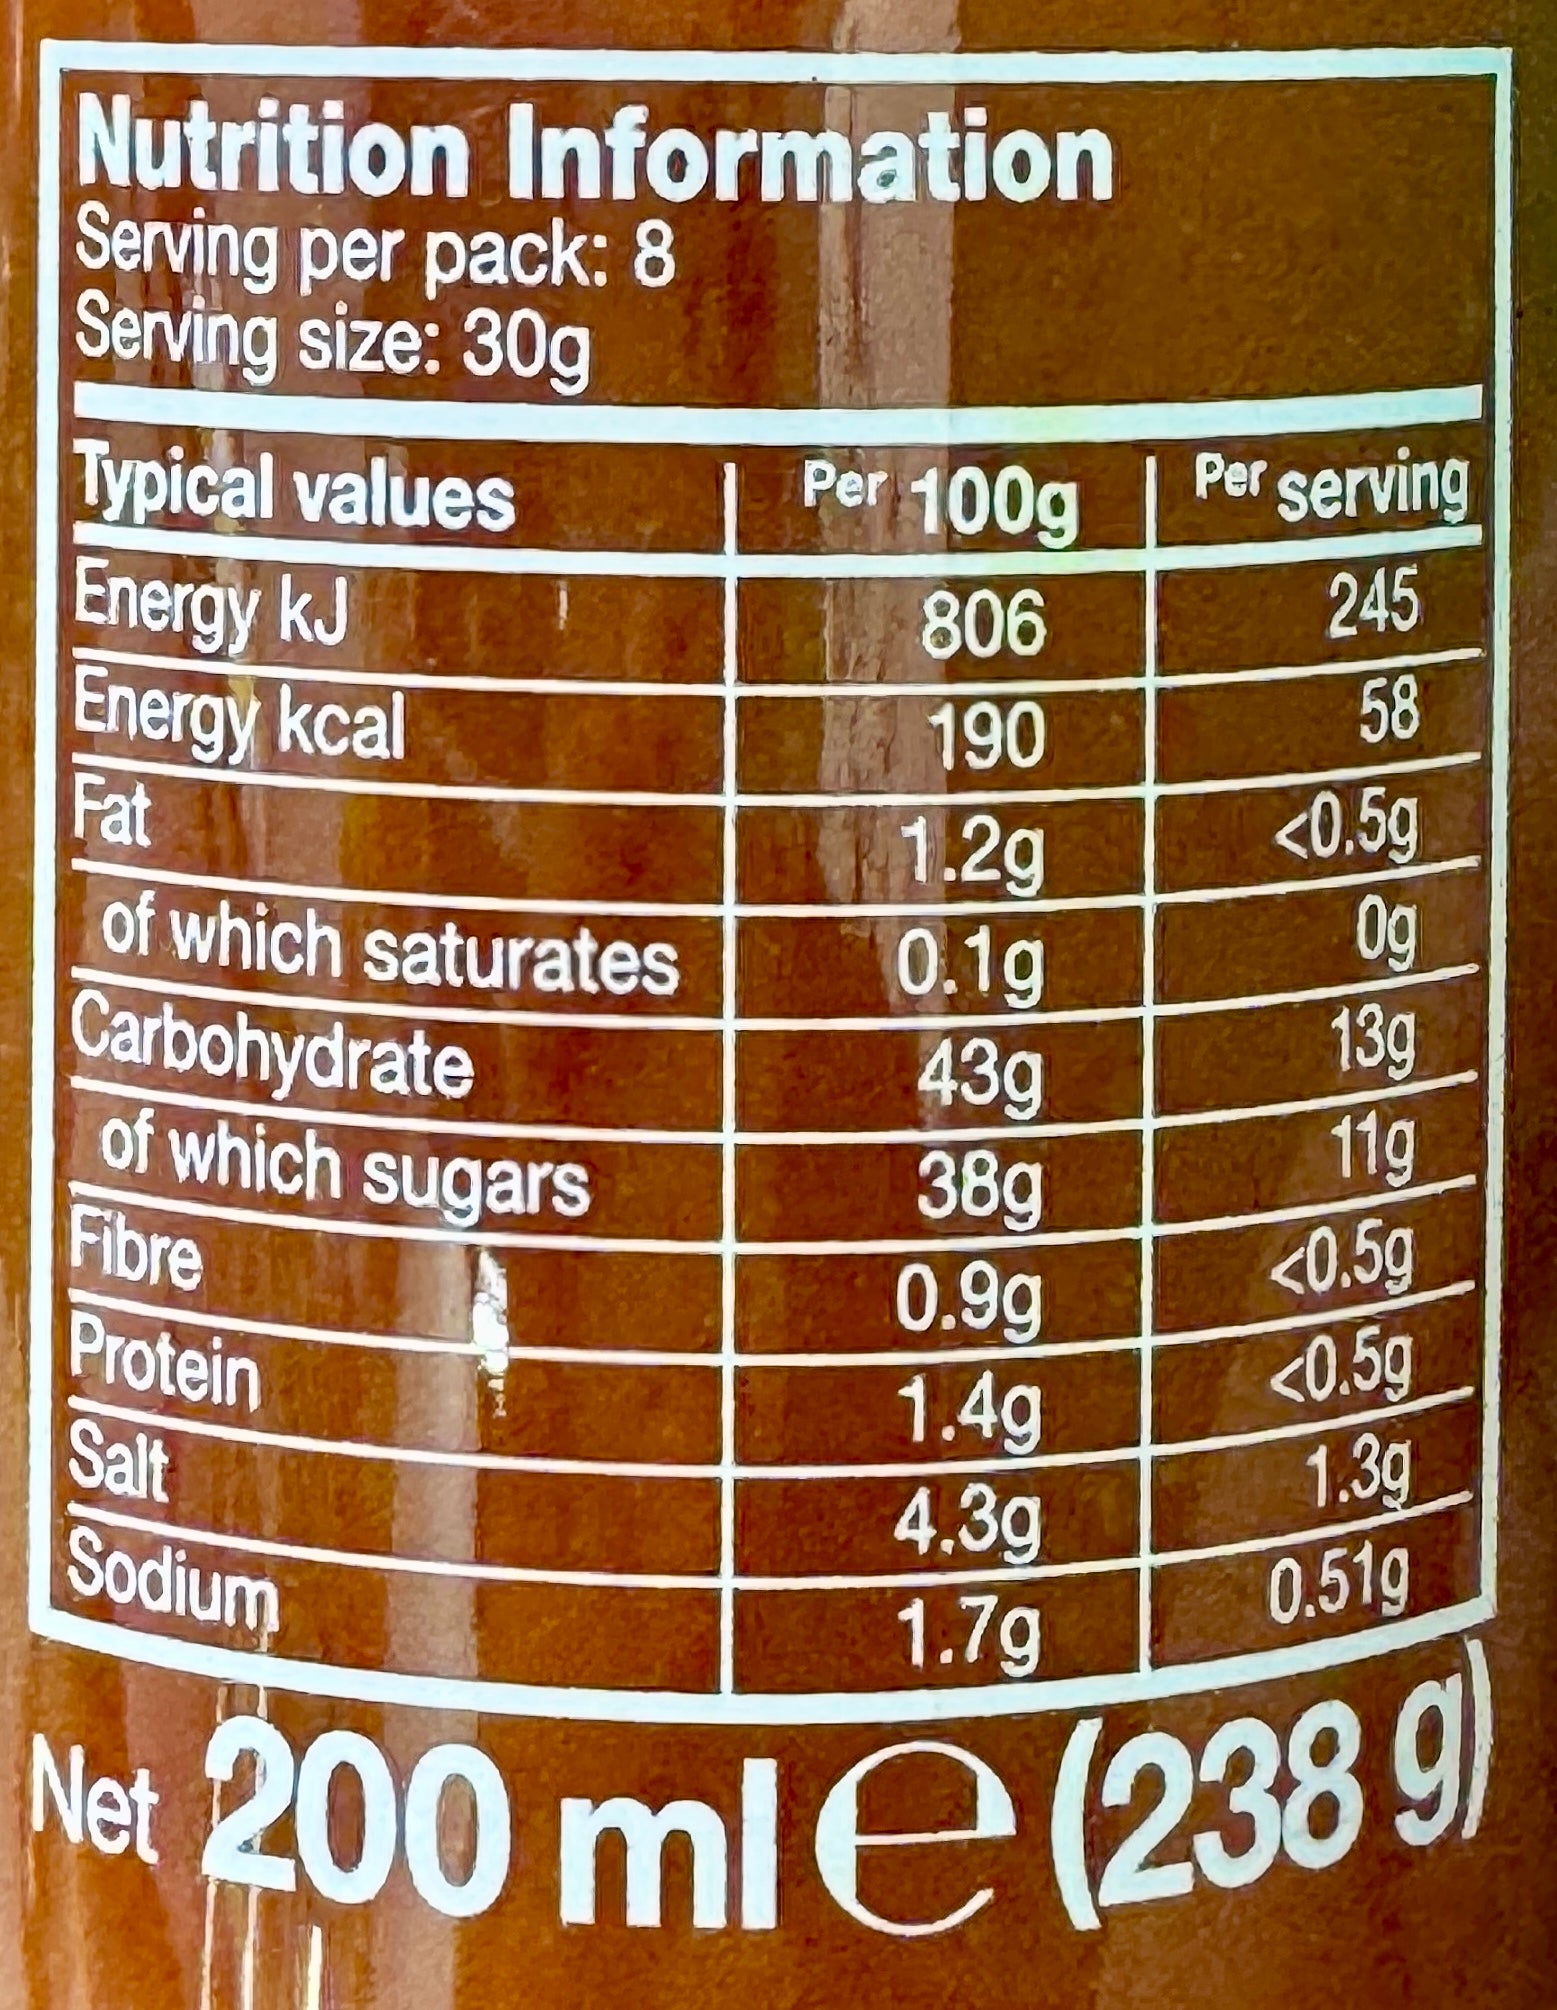 Nutrition Information
Serving per pack: 8
Serving size: 30g
Typical values Per 100g Per serving
Energy kJ 806 245
Energy kcal 190 58
Fat 1.2g <0.5g
of which saturates 0.1g 0g
Carbohydrate 43g 13g
of which sugars 38g 11g
Fibre 0.9g <0.5g
Protein 1.4g <0.5g
Salt 4.3g 1.3g
Sodium 1.7g 0.51g
Net 200 ml e (238 g)